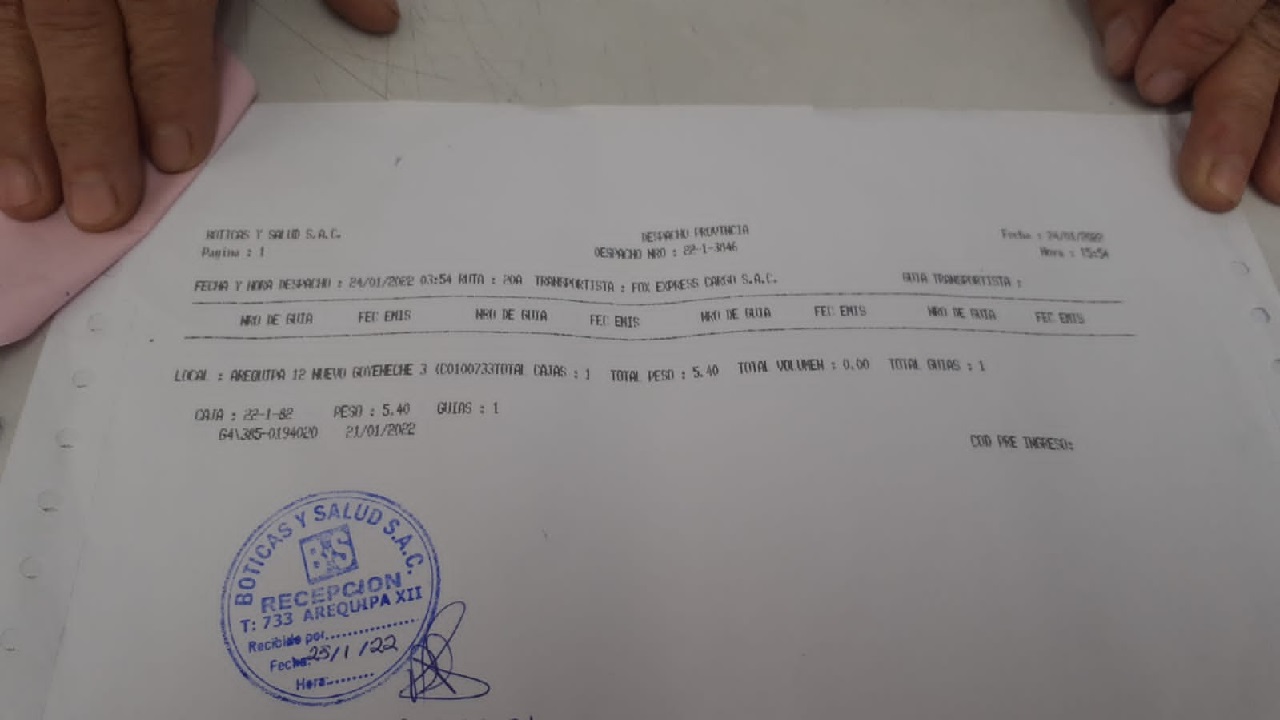 BOTICAS Y SALUD S.A.C. DESPACHO PROVINCIA Fecha : 24/01/2022
Pagina : 1 DESPACHO NRO : 22-1-3846 Hora : 15:54
FECHA Y HORA DESPACHO : 24/01/2022 03:54 RUTA : POA TRANSPORTISTA : FOX EXPRESS CARGO S.A.C. GUIA TRANSPORTISTA :
NRO DE GUIA FEC EMIS NRO DE GUIA FEC EMIS NRO DE GUIA FEC EMIS NRO DE GUIA FEC EMIS
LOCAL : AREQUIPA 12 NUEVO GOYENECHE 3 (C0100733TOTAL CAJAS : 1 TOTAL PESO : 5.40 TOTAL VOLUMEN : 0.00 TOTAL GUIAS : 1
CAJA : 22-1-82 PESO : 5.40 GUIAS : 1
G4\385-0194020 21/01/2022
COD PRE INGRESO:
BOTICAS Y SALUD S.A.C.
BS
RECEPCION
T: 733 AREQUIPA XII
Recibido por
Fecha: 25/1/22
Hora